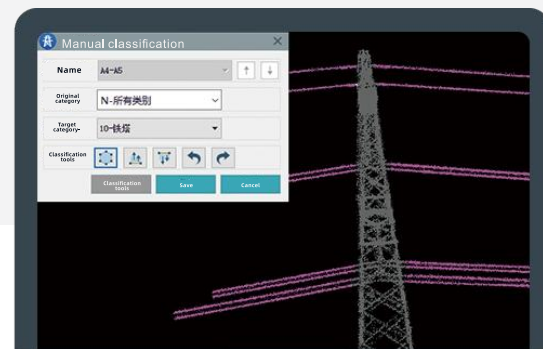 Manual classification
Name A4-A5
Original category N-所有类别
Target category- 10-铁塔
Classification tools
Classification tools Save Cancel